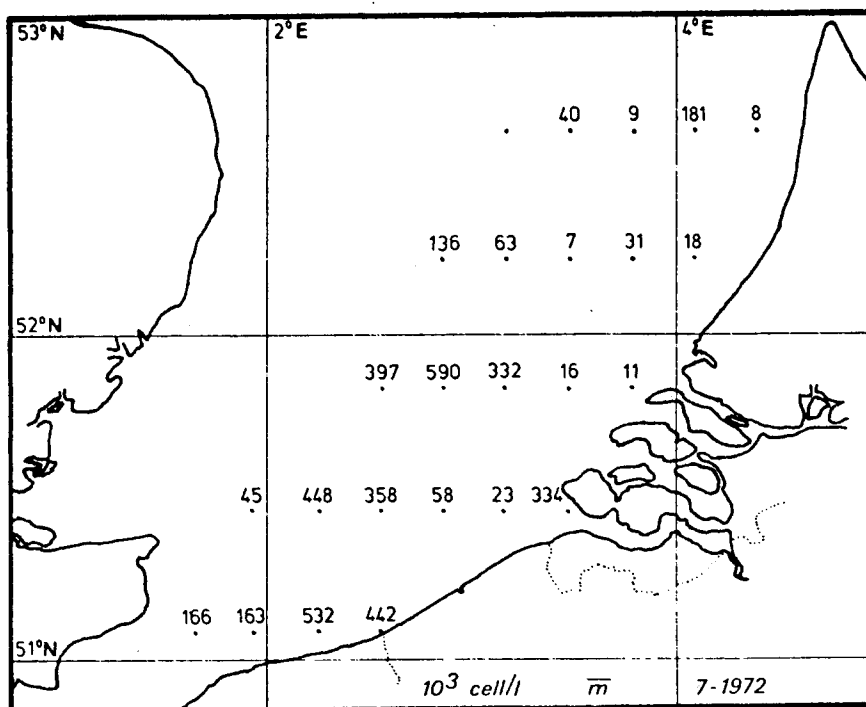 53°N 2°E 4°E
40 9 181 8
136 63 7 31 18
52°N
397 590 332 16 11
45 448 358 58 23 334
166 163 532 442
51°N
10³ cell/l m̅ 7-1972